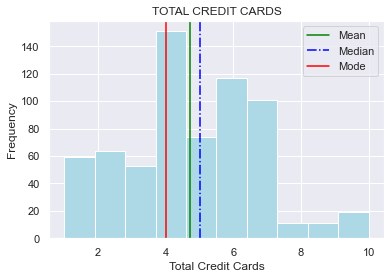 TOTAL CREDIT CARDS
Mean
Median
Mode
140
120
100
80
60
40
20
0
Frequency
2
4
6
8
10
Total Credit Cards